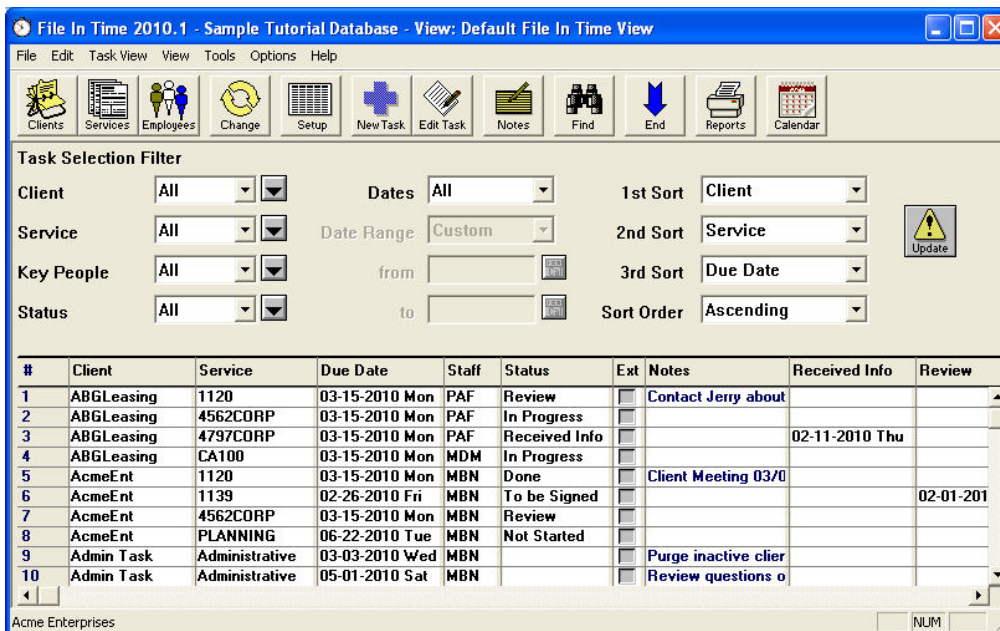 File In Time 2010.1 - Sample Tutorial Database - View: Default File In Time View
File Edit Task View View Tools Options Help
Clients Services Employees Change Setup New Task Edit Task Notes Find End Reports Calendar
Task Selection Filter
Client All Dates All 1st Sort Client
Service All Date Range Custom 2nd Sort Service Update
Key People All from Cal 3rd Sort Due Date
Status All to Cal Sort Order Ascending
# Client Service Due Date Staff Status Ext Notes Received Info Review
1 ABGLeasing 1120 03-15-2010 Mon PAF Review Contact Jerry about
2 ABGLeasing 4562CORP 03-15-2010 Mon PAF In Progress
3 ABGLeasing 4797CORP 03-15-2010 Mon PAF Received Info 02-11-2010 Thu
4 ABGLeasing CA100 03-15-2010 Mon MDM In Progress
5 AcmeEnt 1120 03-15-2010 Mon MBN Done Client Meeting 03/0
6 AcmeEnt 1139 02-26-2010 Fri MBN To be Signed 02-01-201
7 AcmeEnt 4562CORP 03-15-2010 Mon MBN Review
8 AcmeEnt PLANNING 06-22-2010 Tue MBN Not Started
9 Admin Task Administrative 03-03-2010 Wed MBN Purge inactive clier
10 Admin Task Administrative 05-01-2010 Sat MBN Review questions o
Acme Enterprises NUM